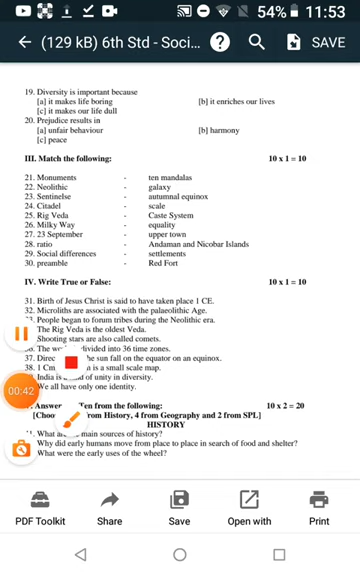 54% 11:53
(129 kB) 6th Std - Soci... ? SAVE
19. Diversity is important because
[a] it makes life boring [b] it enriches our lives
[c] it makes our life dull
20. Prejudice results in
[a] unfair behaviour [b] harmony
[c] peace
III. Match the following: 10 x 1 = 10
21. Monuments - ten mandalas
22. Neolithic - galaxy
23. Sentinelse - autumnal equinox
24. Citadel - scale
25. Rig Veda - Caste System
26. Milky Way - equality
27. 23 September - upper town
28. ratio - Andaman and Nicobar Islands
29. Social differences - settlements
30. preamble - Red Fort
IV. Write True or False: 10 x 1 = 10
31. Birth of Jesus Christ is said to have taken place 1 CE.
32. Microliths are associated with the palaeolithic Age.
People began to forum tribes during the Neolithic era.
The Rig Veda is the oldest Veda.
Shooting stars are also called comets.
The divided into 36 time zones.
37. the sun fall on the equator on an equinox.
38. 1 is a small scale map.
India is of unity in diversity.
We all have only one identity.
Ten from the following: 10 x 2 = 20
from History, 4 from Geography and 2 from SPL]
HISTORY
What main sources of history?
Why did early humans move from place to place in search of food and shelter?
What were the early uses of the wheel?
00:42
PDF Toolkit Share Save Open with Print